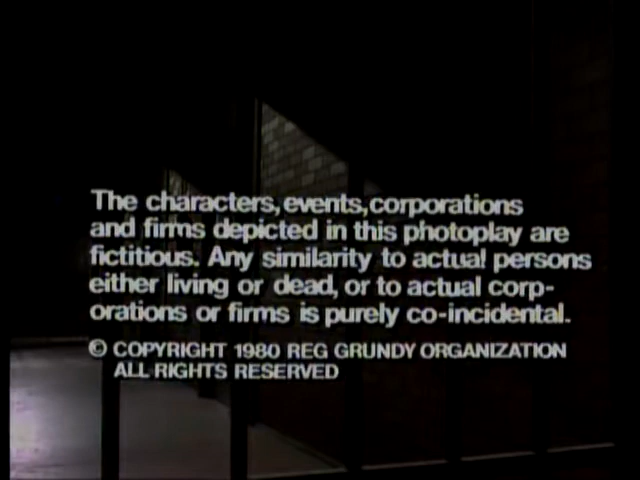 The characters, events,corporations
and firms depicted in this photoplay are
fictitious. Any similarity to actual persons
either living or dead, or to actual corp-
orations or firms is purely co-incidental.
© COPYRIGHT 1980 REG GRUNDY ORGANIZATION
ALL RIGHTS RESERVED